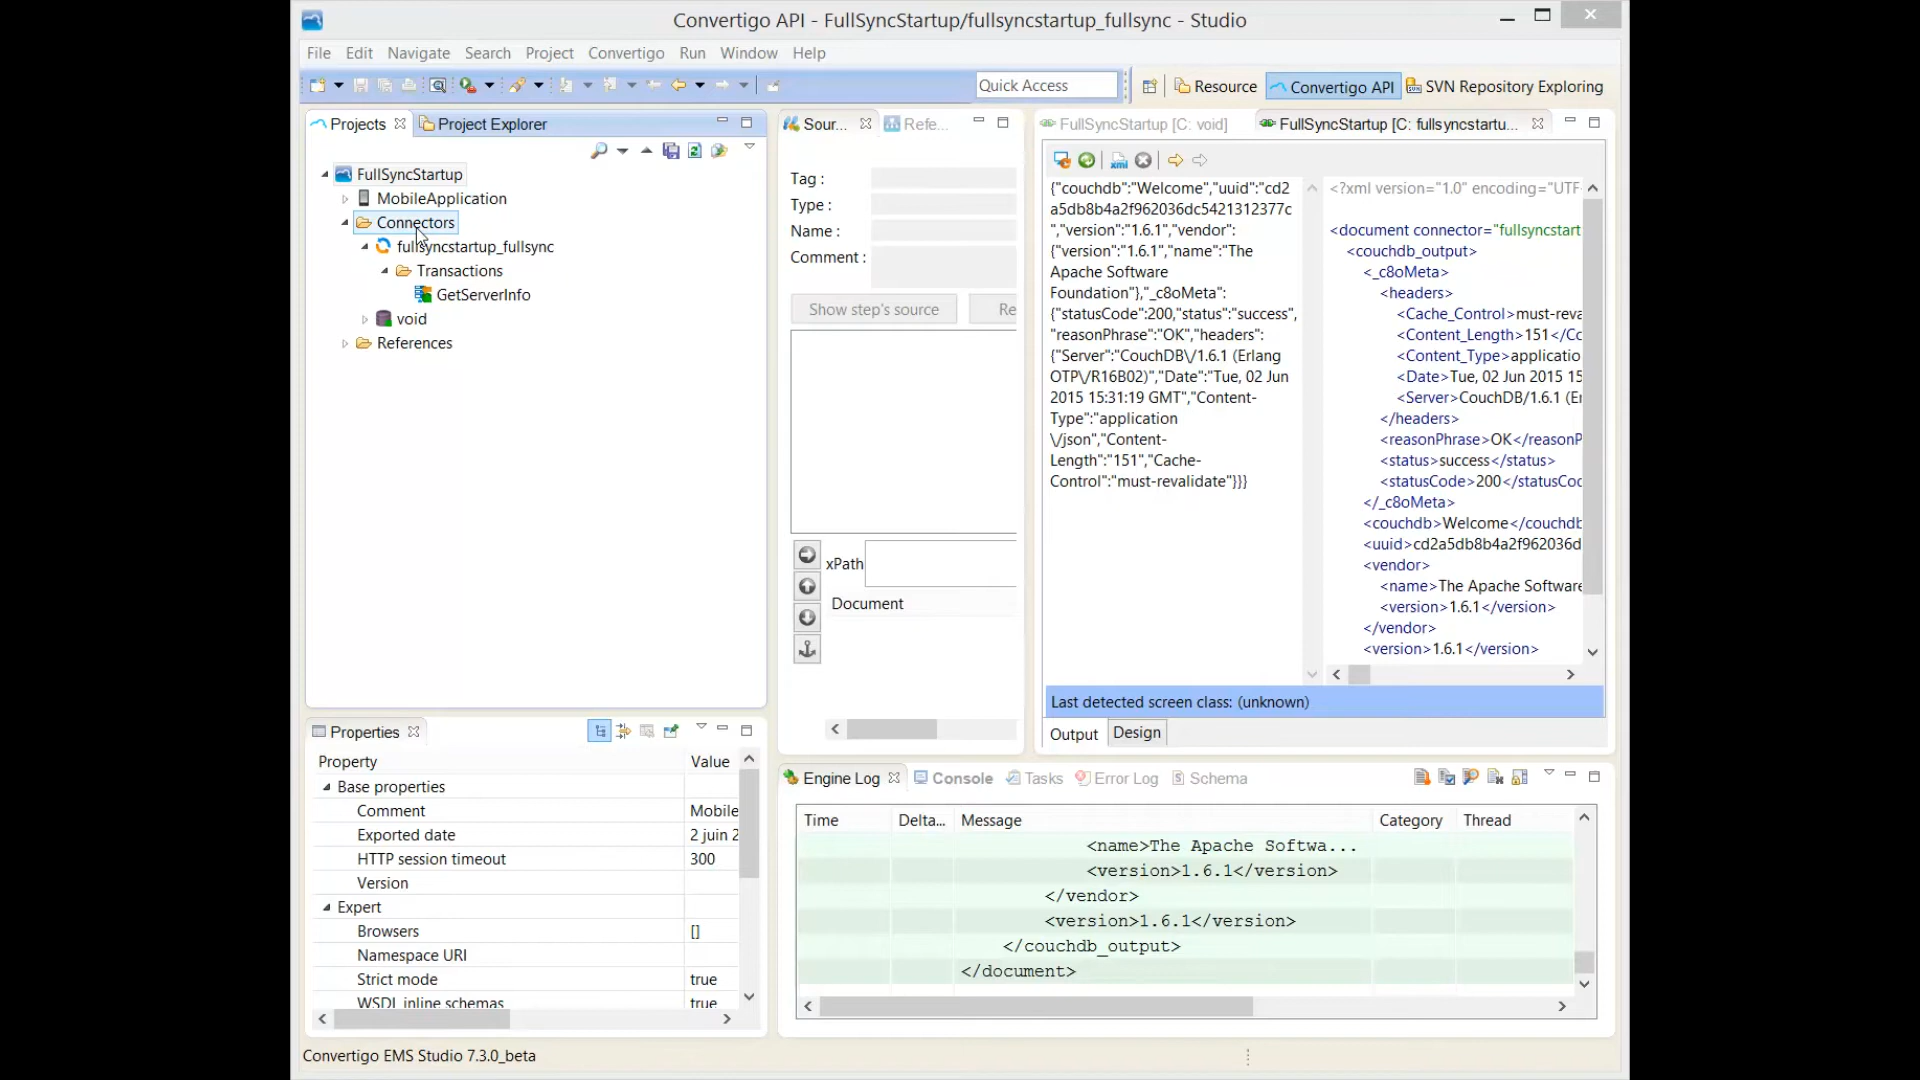 Convertigo API - FullSyncStartup/fullsyncstartup_fullsync - Studio
File Edit Navigate Search Project Convertigo Run Window Help
Quick Access
Resource
Convertigo API
SVN Repository Exploring
Projects
Project Explorer
FullSyncStartup
MobileApplication
Connectors
fullsyncstartup_fullsync
Transactions
GetServerInfo
void
References
Sour...
Refe...
Tag :
Type :
Name :
Comment :
Show step's source
Re
xPath
Document
FullSyncStartup [C: void]
FullSyncStartup [C: fullsyncstartu...
{"couchdb":"Welcome","uuid":"cd2
a5db8b4a2f962036dc5421312377c
","version":"1.6.1","vendor":
{"version":"1.6.1","name":"The
Apache Software
Foundation"},"_c8oMeta":
{"statusCode":200,"status":"success",
"reasonPhrase":"OK","headers":
{"Server":"CouchDB\/1.6.1 (Erlang
OTP\/R16B02)","Date":"Tue, 02 Jun
2015 15:31:19 GMT","Content-
Type":"application
\/json","Content-
Length":"151","Cache-
Control":"must-revalidate"}}}
<?xml version="1.0" encoding="UTF
<document connector="fullsyncstart
<couchdb_output>
<_c8oMeta>
<headers>
<Cache_Control>must-reva
<Content_Length>151</Cc
<Content_Type>applicatio
<Date>Tue, 02 Jun 2015 15
<Server>CouchDB/1.6.1 (Er
</headers>
<reasonPhrase>OK</reasonP
<status>success</status>
<statusCode>200</statusCoc
</_c8oMeta>
<couchdb>Welcome</couchdb
<uuid>cd2a5db8b4a2f962036d
<vendor>
<name>The Apache Software
<version>1.6.1</version>
</vendor>
<version>1.6.1</version>
Last detected screen class: (unknown)
Output Design
Properties
Property Value
Base properties
Comment Mobile
Exported date 2 juin 2
HTTP session timeout 300
Version
Expert
Browsers []
Namespace URI
Strict mode true
WSDL inline schemas true
Engine Log
Console
Tasks
Error Log
Schema
Time Delta... Message Category Thread
<name>The Apache Softwa...
<version>1.6.1</version>
</vendor>
<version>1.6.1</version>
</couchdb_output>
</document>
Convertigo EMS Studio 7.3.0_beta